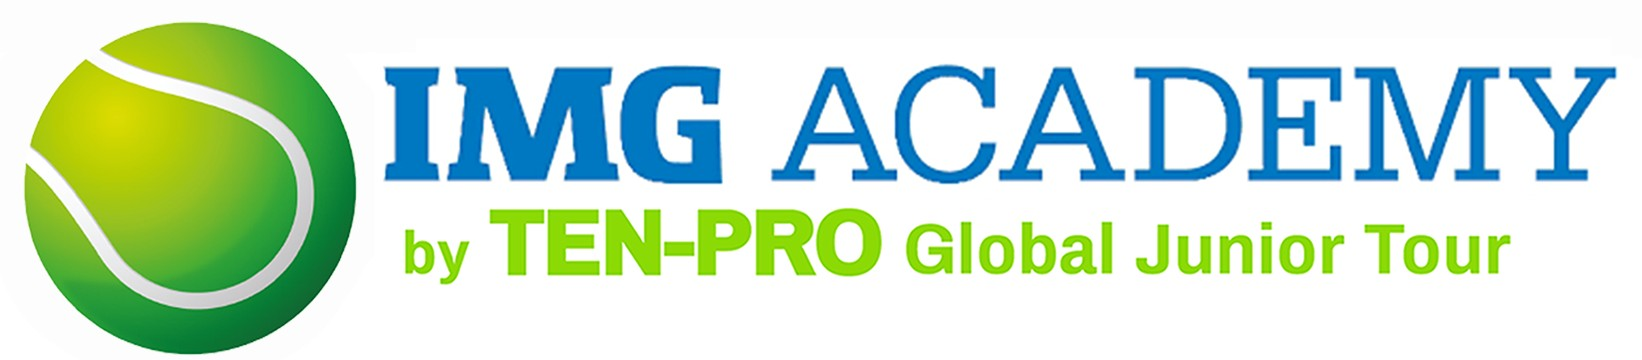 IMG ACADEMY
by TEN-PRO Global Junior Tour